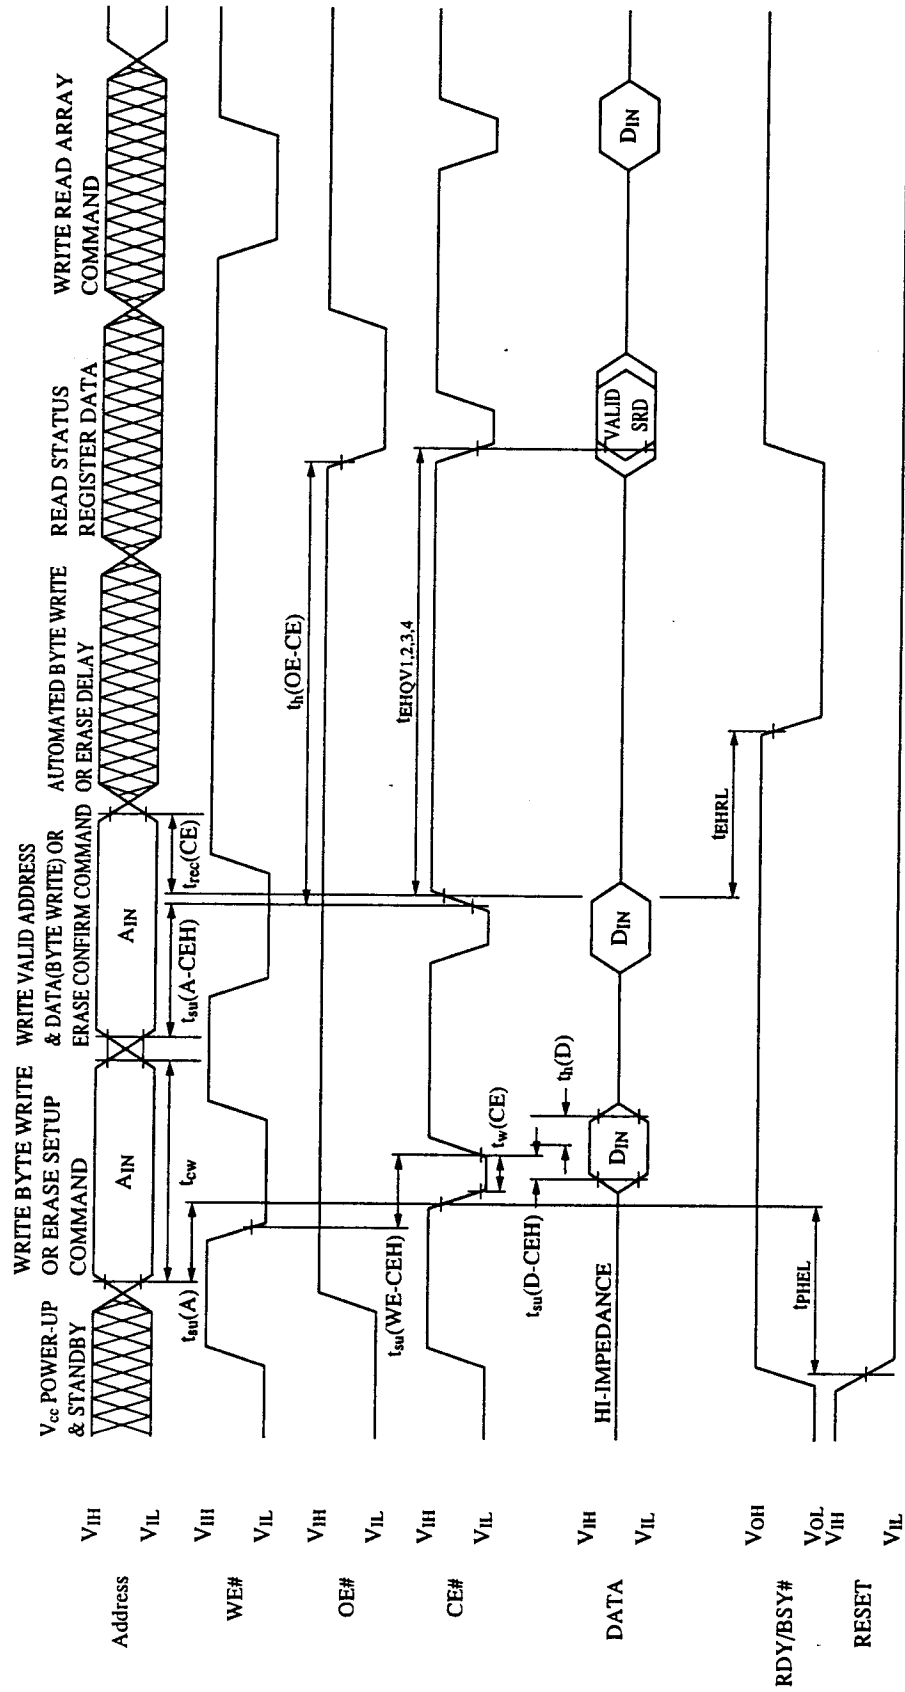 Vcc POWER-UP
& STANDBY
WRITE BYTE WRITE
OR ERASE SETUP
COMMAND
WRITE VALID ADDRESS
& DATA(BYTE WRITE) OR
ERASE CONFIRM COMMAND
AUTOMATED BYTE WRITE
OR ERASE DELAY
READ STATUS
REGISTER DATA
WRITE READ ARRAY
COMMAND
Address
VIH
VIL
AIN
AIN
tsu(A)
tcw
tsu(A-CEH)
trec(CE)
WE#
VIH
VIL
OE#
VIH
VIL
th(OE-CE)
tsu(WE-CEH)
CE#
VIH
VIL
tEHQV1,2,3,4
tw(CE)
tsu(D-CEH)
th(D)
DATA
VIH
VIL
HI-IMPEDANCE
DIN
DIN
VALID
SRD
DIN
tEHRL
RDY/BSY#
VOH
VOL
tPHEL
RESET
VIH
VIL